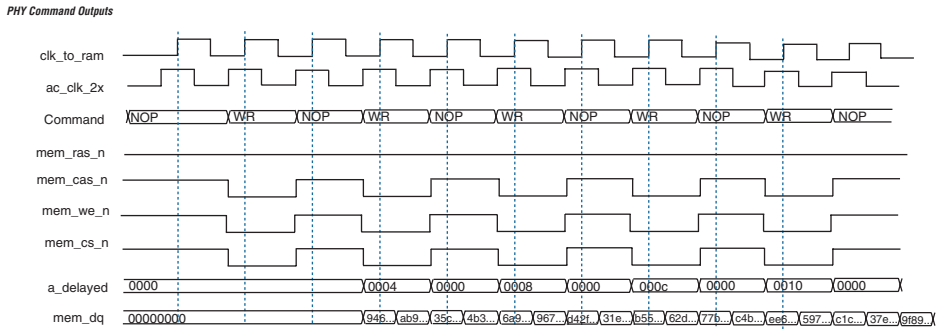 PHY Command Outputs
clk_to_ram
ac_clk_2x
Command NOP WR NOP WR NOP WR NOP WR NOP WR NOP
mem_ras_n
mem_cas_n
mem_we_n
mem_cs_n
a_delayed 0000 0004 0000 0008 0000 000c 0000 0010 0000
mem_dq 00000000 946... ab9... 35c... 4b3... 6a9... 967... d42f... 31e... b55... 62d... 77b... c4b... ee6... 597... c1c... 37e... 9f89...